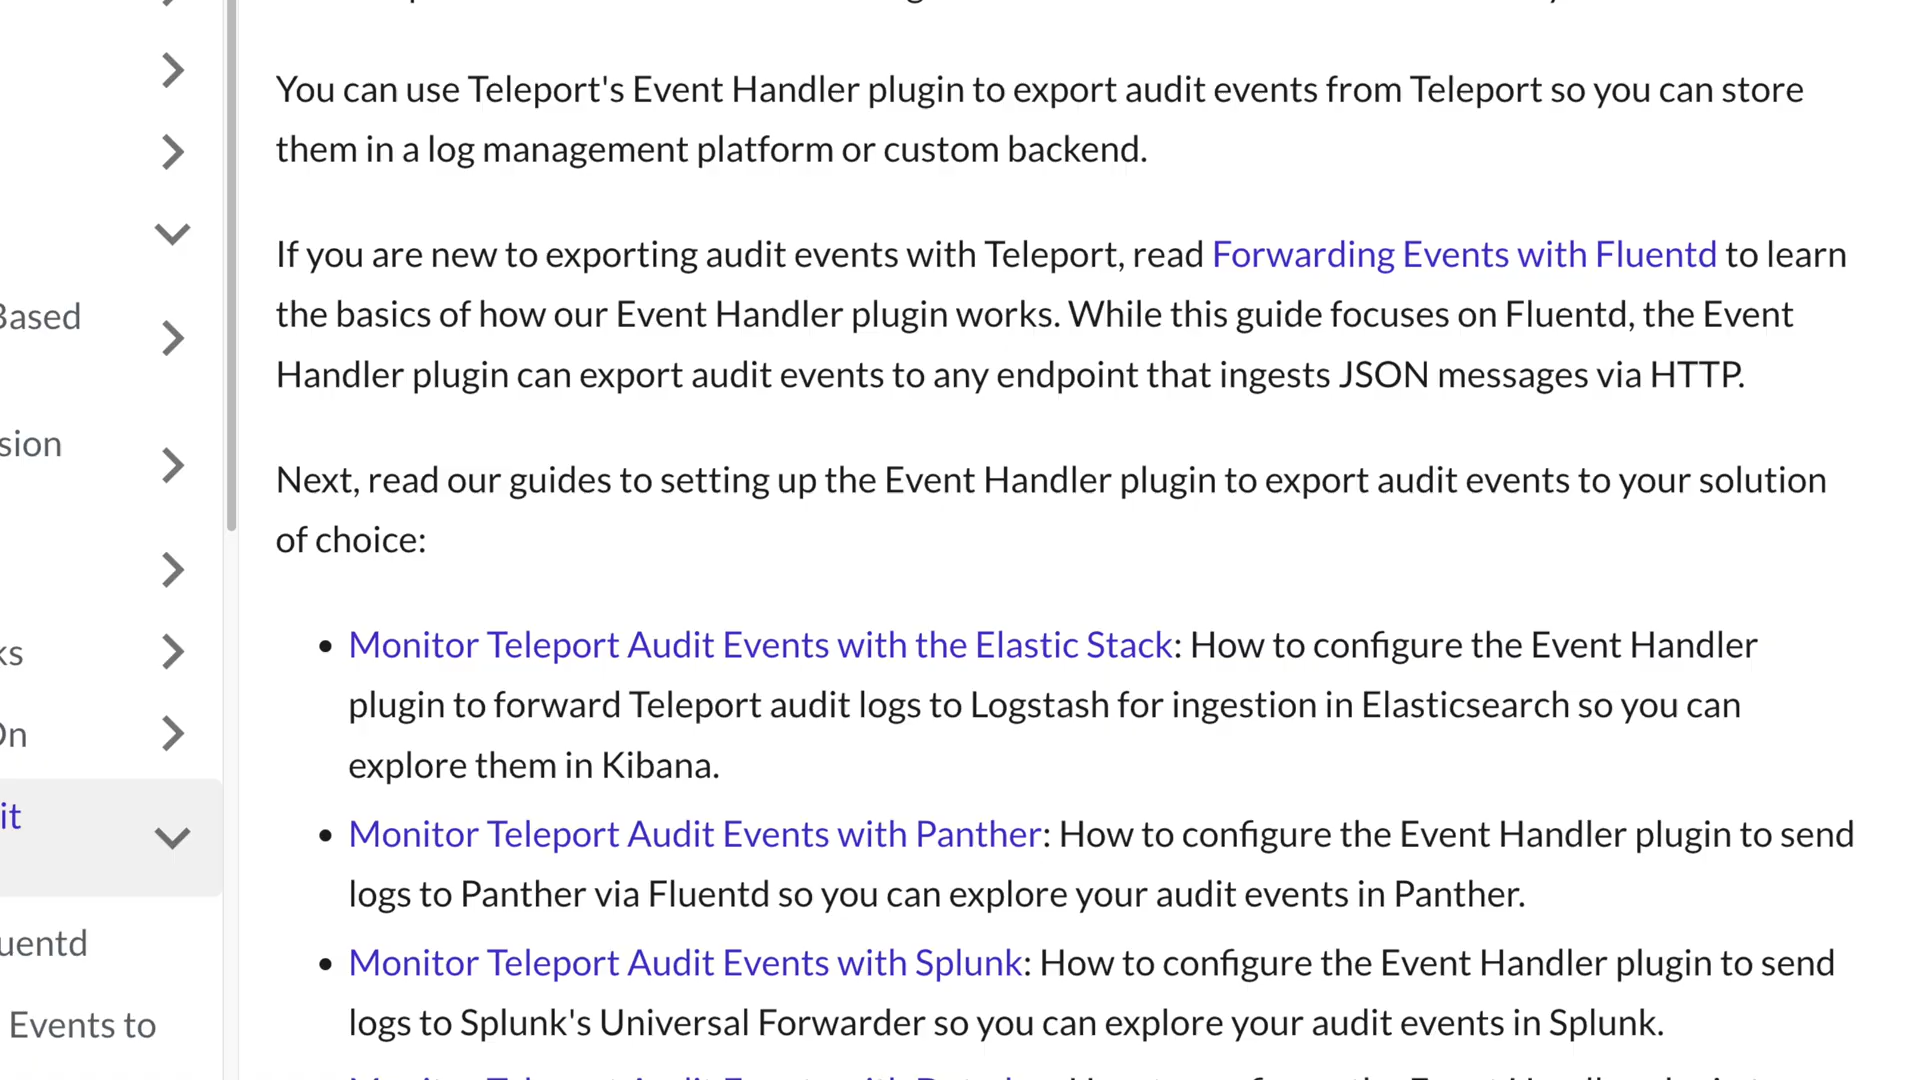 You can use Teleport's Event Handler plugin to export audit events from Teleport so you can store
them in a log management platform or custom backend.
If you are new to exporting audit events with Teleport, read Forwarding Events with Fluentd to learn
the basics of how our Event Handler plugin works. While this guide focuses on Fluentd, the Event
Handler plugin can export audit events to any endpoint that ingests JSON messages via HTTP.
Next, read our guides to setting up the Event Handler plugin to export audit events to your solution
of choice:
• Monitor Teleport Audit Events with the Elastic Stack: How to configure the Event Handler
plugin to forward Teleport audit logs to Logstash for ingestion in Elasticsearch so you can
explore them in Kibana.
• Monitor Teleport Audit Events with Panther: How to configure the Event Handler plugin to send
logs to Panther via Fluentd so you can explore your audit events in Panther.
• Monitor Teleport Audit Events with Splunk: How to configure the Event Handler plugin to send
logs to Splunk's Universal Forwarder so you can explore your audit events in Splunk.
Based
sion
ks
On
it
uentd
Events to